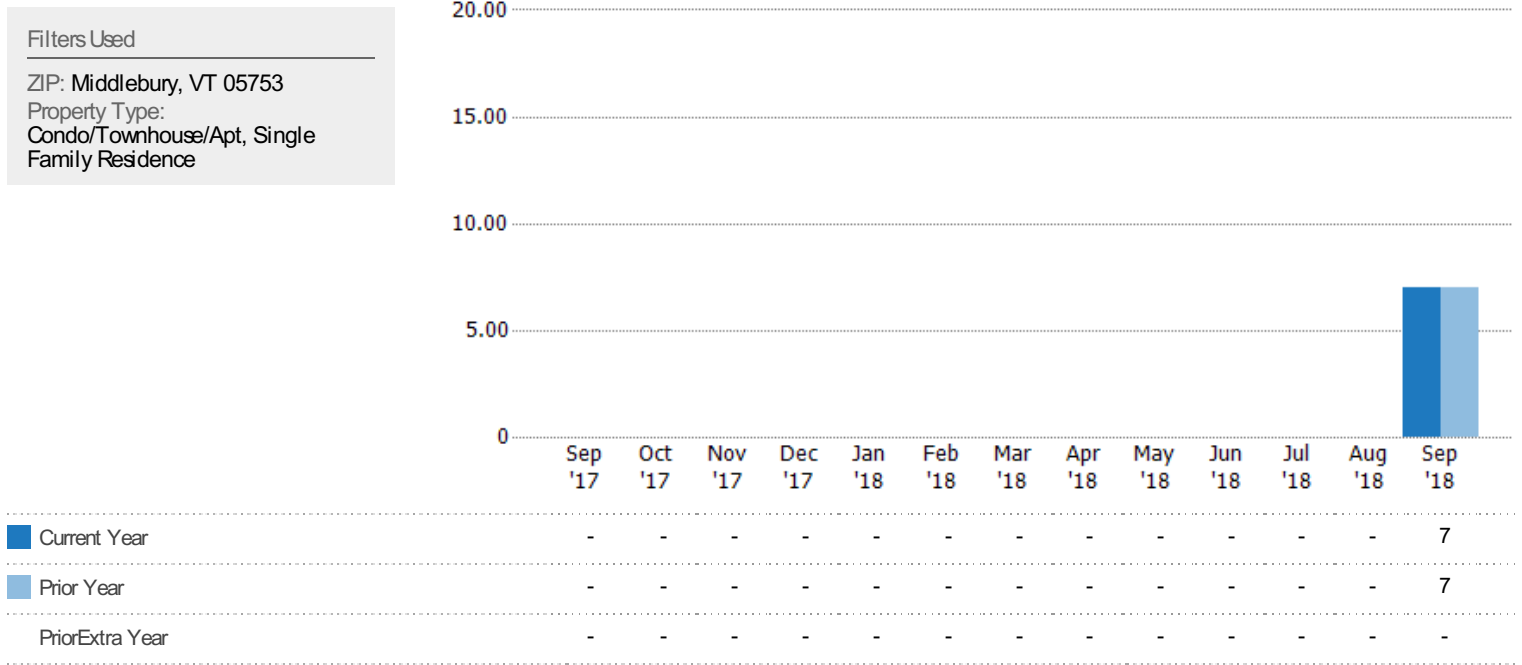 Filters Used
ZIP: Middlebury, VT 05753
Property Type:
Condo/Townhouse/Apt, Single
Family Residence
20.00
15.00
10.00
5.00
0
Sep Oct Nov Dec Jan Feb Mar Apr May Jun Jul Aug Sep
'17 '17 '17 '17 '18 '18 '18 '18 '18 '18 '18 '18 '18
Current Year - - - - - - - - - - - - 7
Prior Year - - - - - - - - - - - - 7
PriorExtra Year - - - - - - - - - - - - -